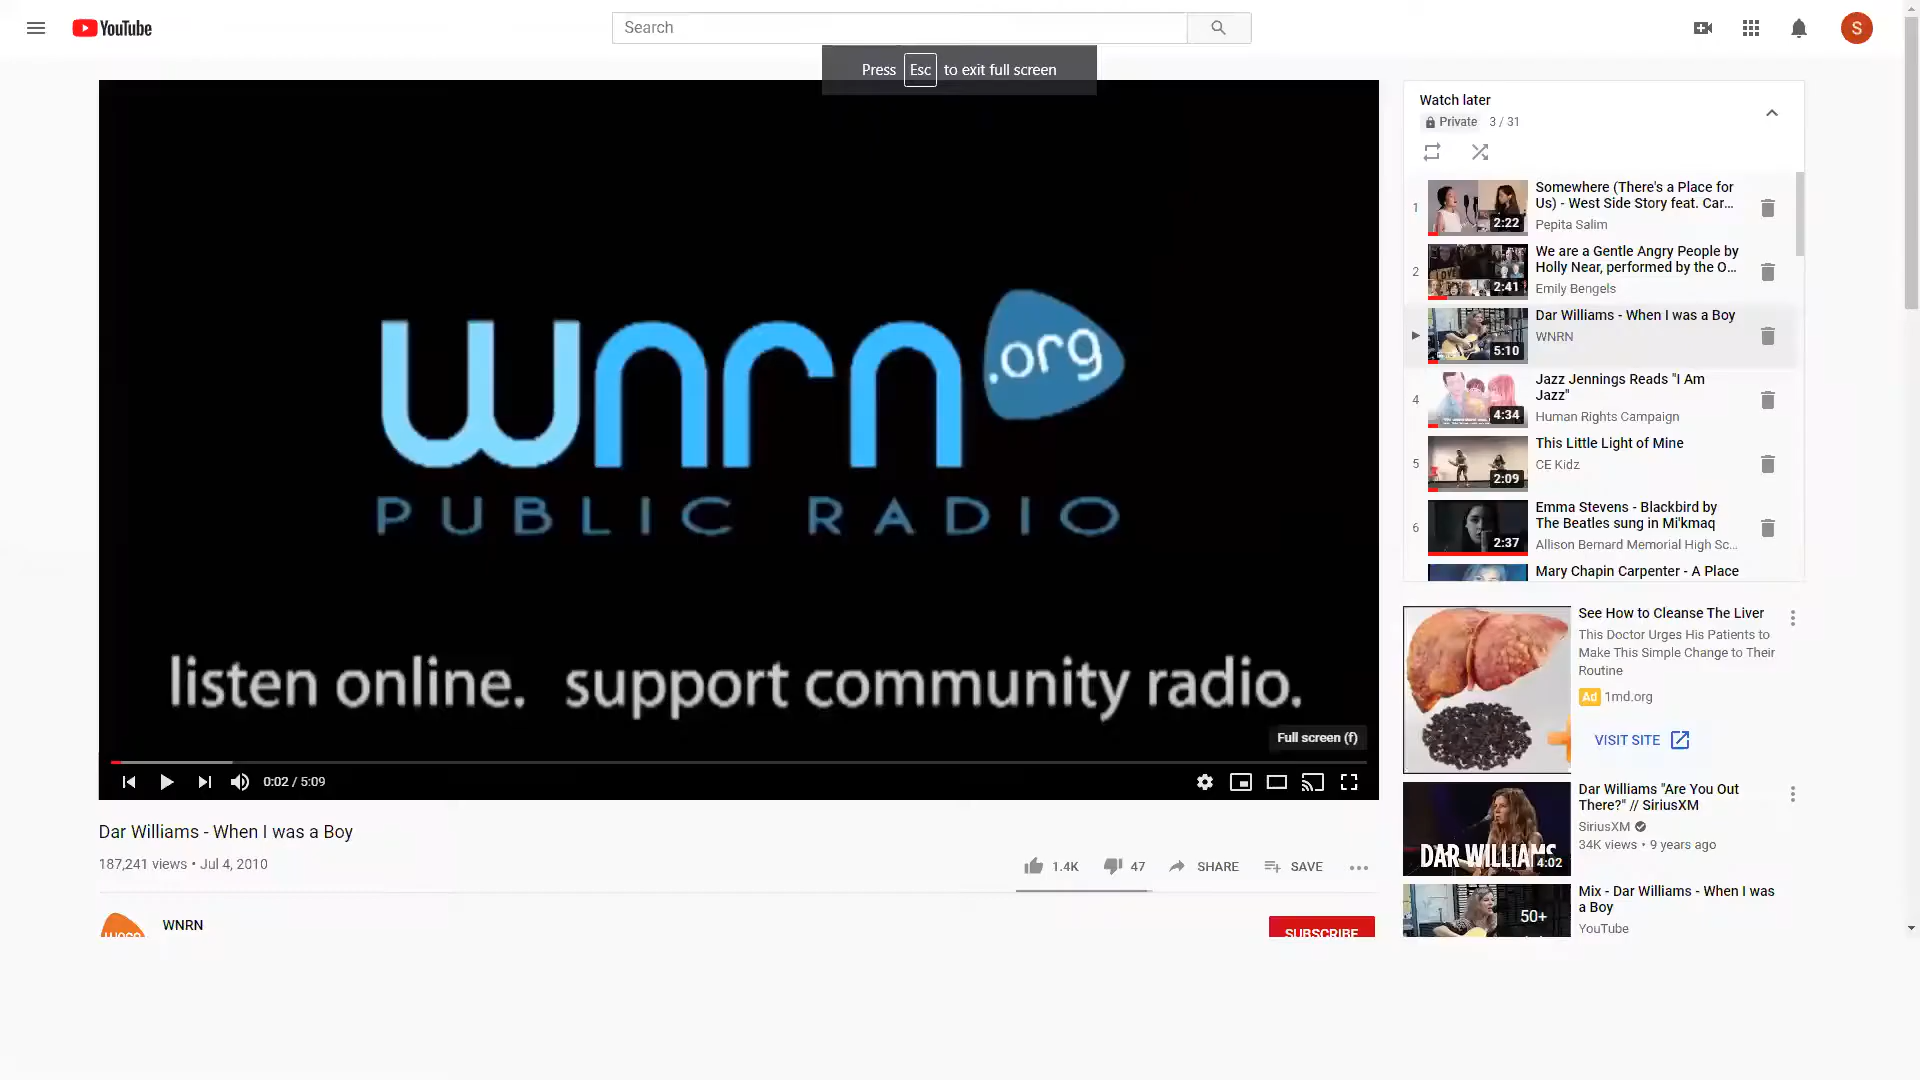 YouTube
Search
S
Press Esc to exit full screen
wnrn.org
PUBLIC RADIO
listen online. support community radio.
Full screen (f)
0:02 / 5:09
Dar Williams - When I was a Boy
187,241 views • Jul 4, 2010
1.4K
47
SHARE
SAVE
WNRN
SUBSCRIBE
Watch later
Private 3 / 31
1
2:22
Somewhere (There's a Place for
Us) - West Side Story feat. Car...
Pepita Salim
2
2:41
We are a Gentle Angry People by
Holly Near, performed by the O...
Emily Bengels
5:10
Dar Williams - When I was a Boy
WNRN
4
4:34
Jazz Jennings Reads "I Am
Jazz"
Human Rights Campaign
5
2:09
This Little Light of Mine
CE Kidz
6
2:37
Emma Stevens - Blackbird by
The Beatles sung in Mi'kmaq
Allison Bernard Memorial High Sc...
Mary Chapin Carpenter - A Place
See How to Cleanse The Liver
This Doctor Urges His Patients to
Make This Simple Change to Their
Routine
Ad 1md.org
VISIT SITE
DAR WILLIAMS
4:02
Dar Williams "Are You Out
There?" // SiriusXM
SiriusXM
34K views • 9 years ago
50+
Mix - Dar Williams - When I was
a Boy
YouTube